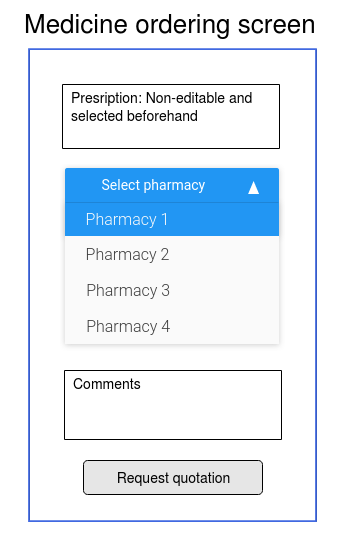 Medicine ordering screen
Presription: Non-editable and
selected beforehand
Select pharmacy
Pharmacy 1
Pharmacy 2
Pharmacy 3
Pharmacy 4
Comments
Request quotation